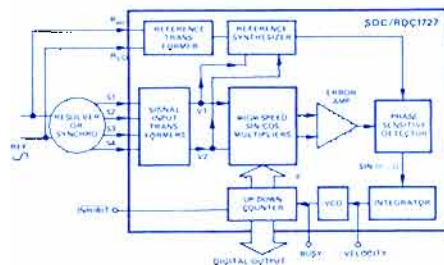 SDC/RDC1727
R HI
R LO
REFERENCE
TRANS
FORMER
REFERENCE
SYNTHESIZER
RESOLVER
OR
SYNCHRO
REF
S1
S2
S3
S4
SIGNAL
INPUT
TRANS
FORMERS
V1
V2
HIGH SPEED
SIN/COS
MULTIPLIERS
ERROR
AMP
PHASE
SENSITIVE
DETECTOR
INHIBIT
UP DOWN
COUNTER
VCO
INTEGRATOR
BUSY
VELOCITY
DIGITAL OUTPUT